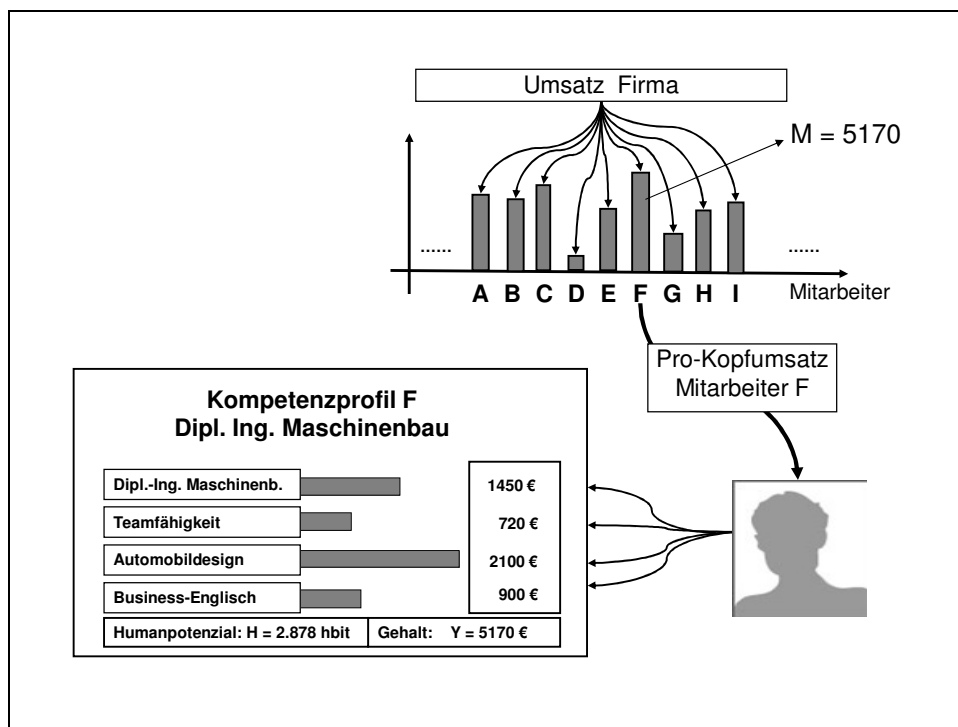 Umsatz Firma
M = 5170
......
......
A B C D E F G H I
Mitarbeiter
Pro-Kopfumsatz
Mitarbeiter F
Kompetenzprofil F
Dipl. Ing. Maschinenbau
Dipl.-Ing. Maschinenb. 1450 €
Teamfähigkeit 720 €
Automobildesign 2100 €
Business-Englisch 900 €
Humanpotenzial: H = 2.878 hbit Gehalt: Y = 5170 €